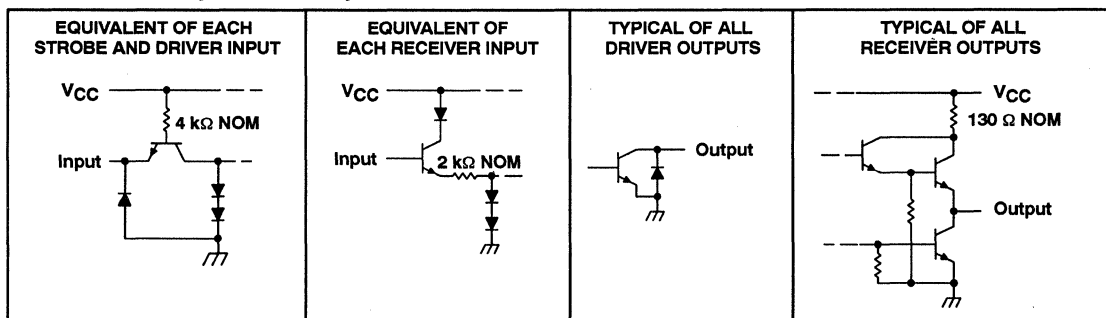 EQUIVALENT OF EACH
STROBE AND DRIVER INPUT
VCC
4 kΩ NOM
Input
EQUIVALENT OF
EACH RECEIVER INPUT
VCC
Input
2 kΩ NOM
TYPICAL OF ALL
DRIVER OUTPUTS
Output
TYPICAL OF ALL
RECEIVER OUTPUTS
VCC
130 Ω NOM
Output